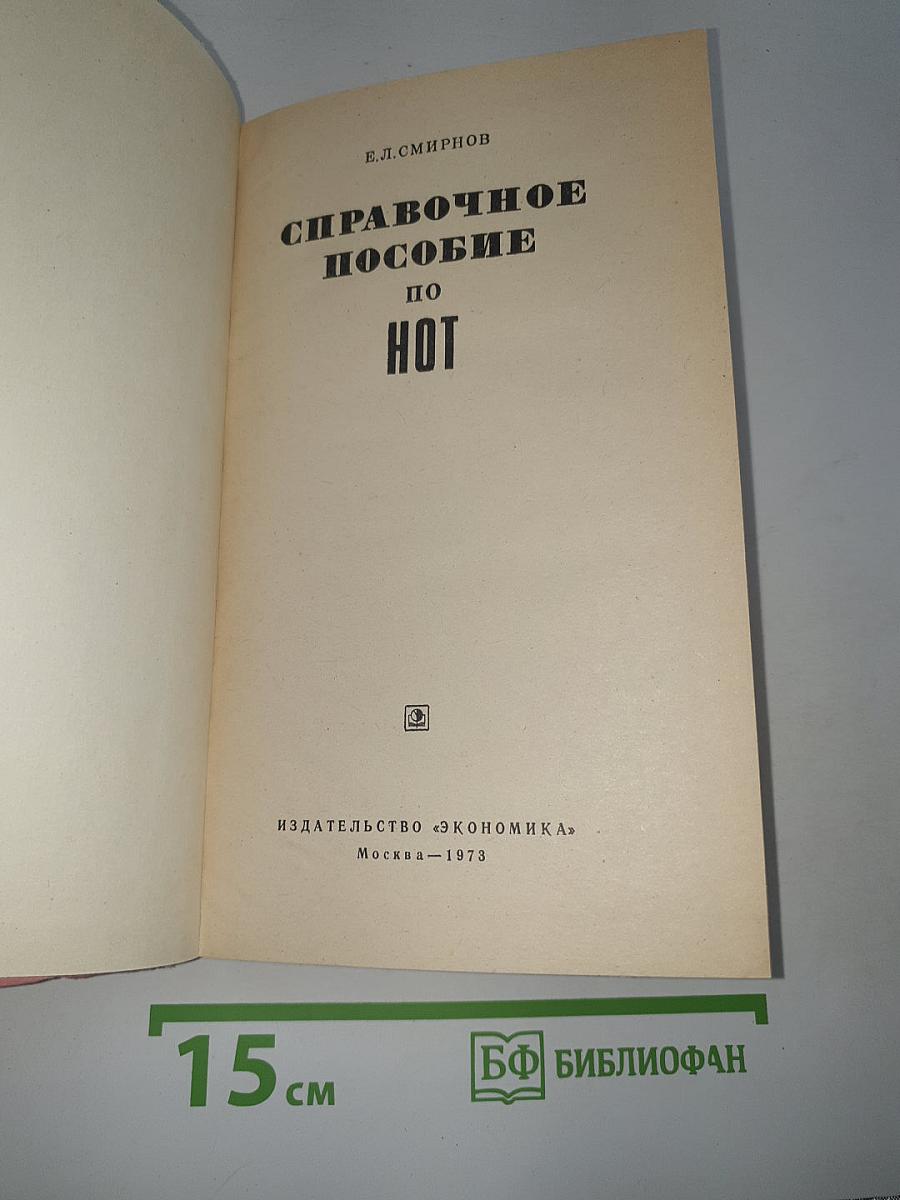 Е.Л.СМИРНОВ
СПРАВОЧНОЕ
ПОСОБИЕ
ПО
НОТ
ИЗДАТЕЛЬСТВО «ЭКОНОМИКА»
Москва—1973
15 см
БФ БИБЛИОФАН